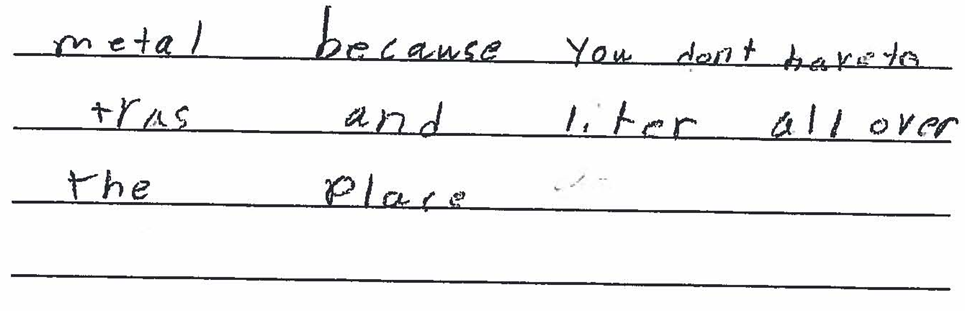 metal because you dont have to
tras and liter all over
the place